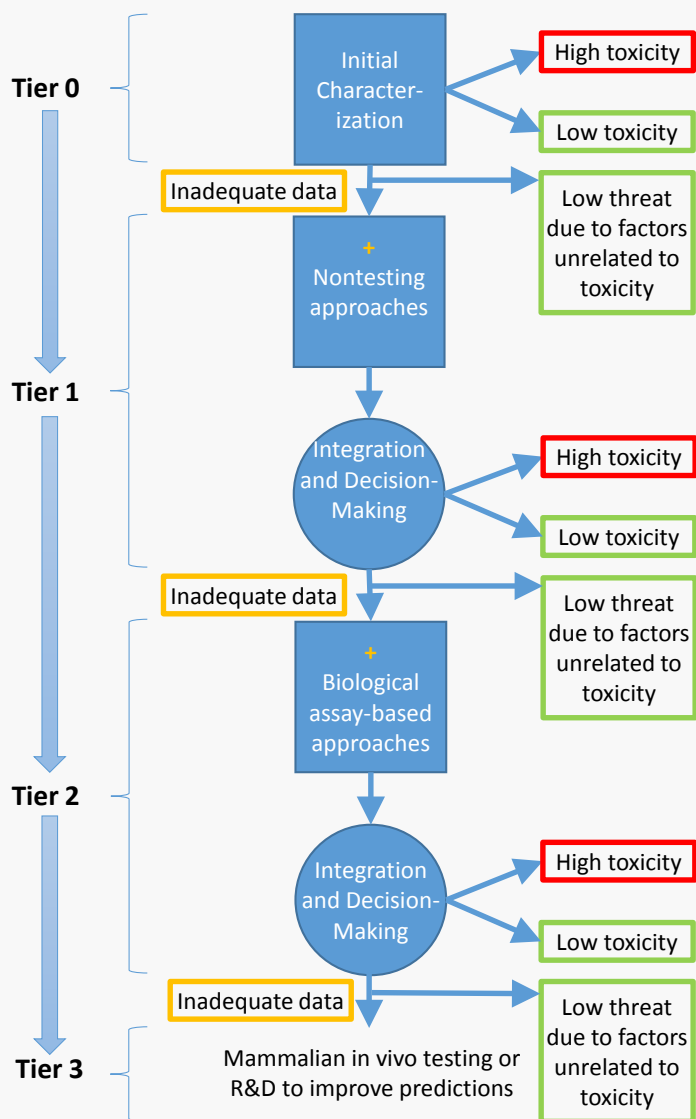 Tier 0
Initial
Character-
ization
High toxicity
Low toxicity
Inadequate data
Low threat
due to factors
unrelated to
toxicity
Tier 1
+
Nontesting
approaches
Integration
and Decision-
Making
High toxicity
Low toxicity
Inadequate data
Low threat
due to factors
unrelated to
toxicity
Tier 2
+
Biological
assay-based
approaches
Integration
and Decision-
Making
High toxicity
Low toxicity
Inadequate data
Low threat
due to factors
unrelated to
toxicity
Tier 3
Mammalian in vivo testing or
R&D to improve predictions